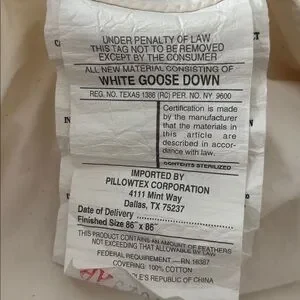 UNDER PENALTY OF LAW
THIS TAG NOT TO BE REMOVED
EXCEPT BY THE CONSUMER
ALL NEW MATERIAL CONSISTING OF
WHITE GOOSE DOWN
REG. NO. TEXAS 1386 (RC) PER. NO. NY. 9600
Certification is made
by the manufacturer
that the materials in
this article are
described in accor-
dance with law.
CONTENTS STERILIZED
IMPORTED BY
PILLOWTEX CORPORATION
4111 Mint Way
Dallas, TX 75237
Date of Delivery
Finished Size 86" x 86"
THIS PRODUCT CONTAINS AN AMOUNT OF FEATHERS
NOT EXCEEDING THAT ALLOWABLE BY LAW.
FEDERAL REQUIREMENT — RN 16387
COVERING: 100% COTTON
PLE'S REPUBLIC OF CHINA